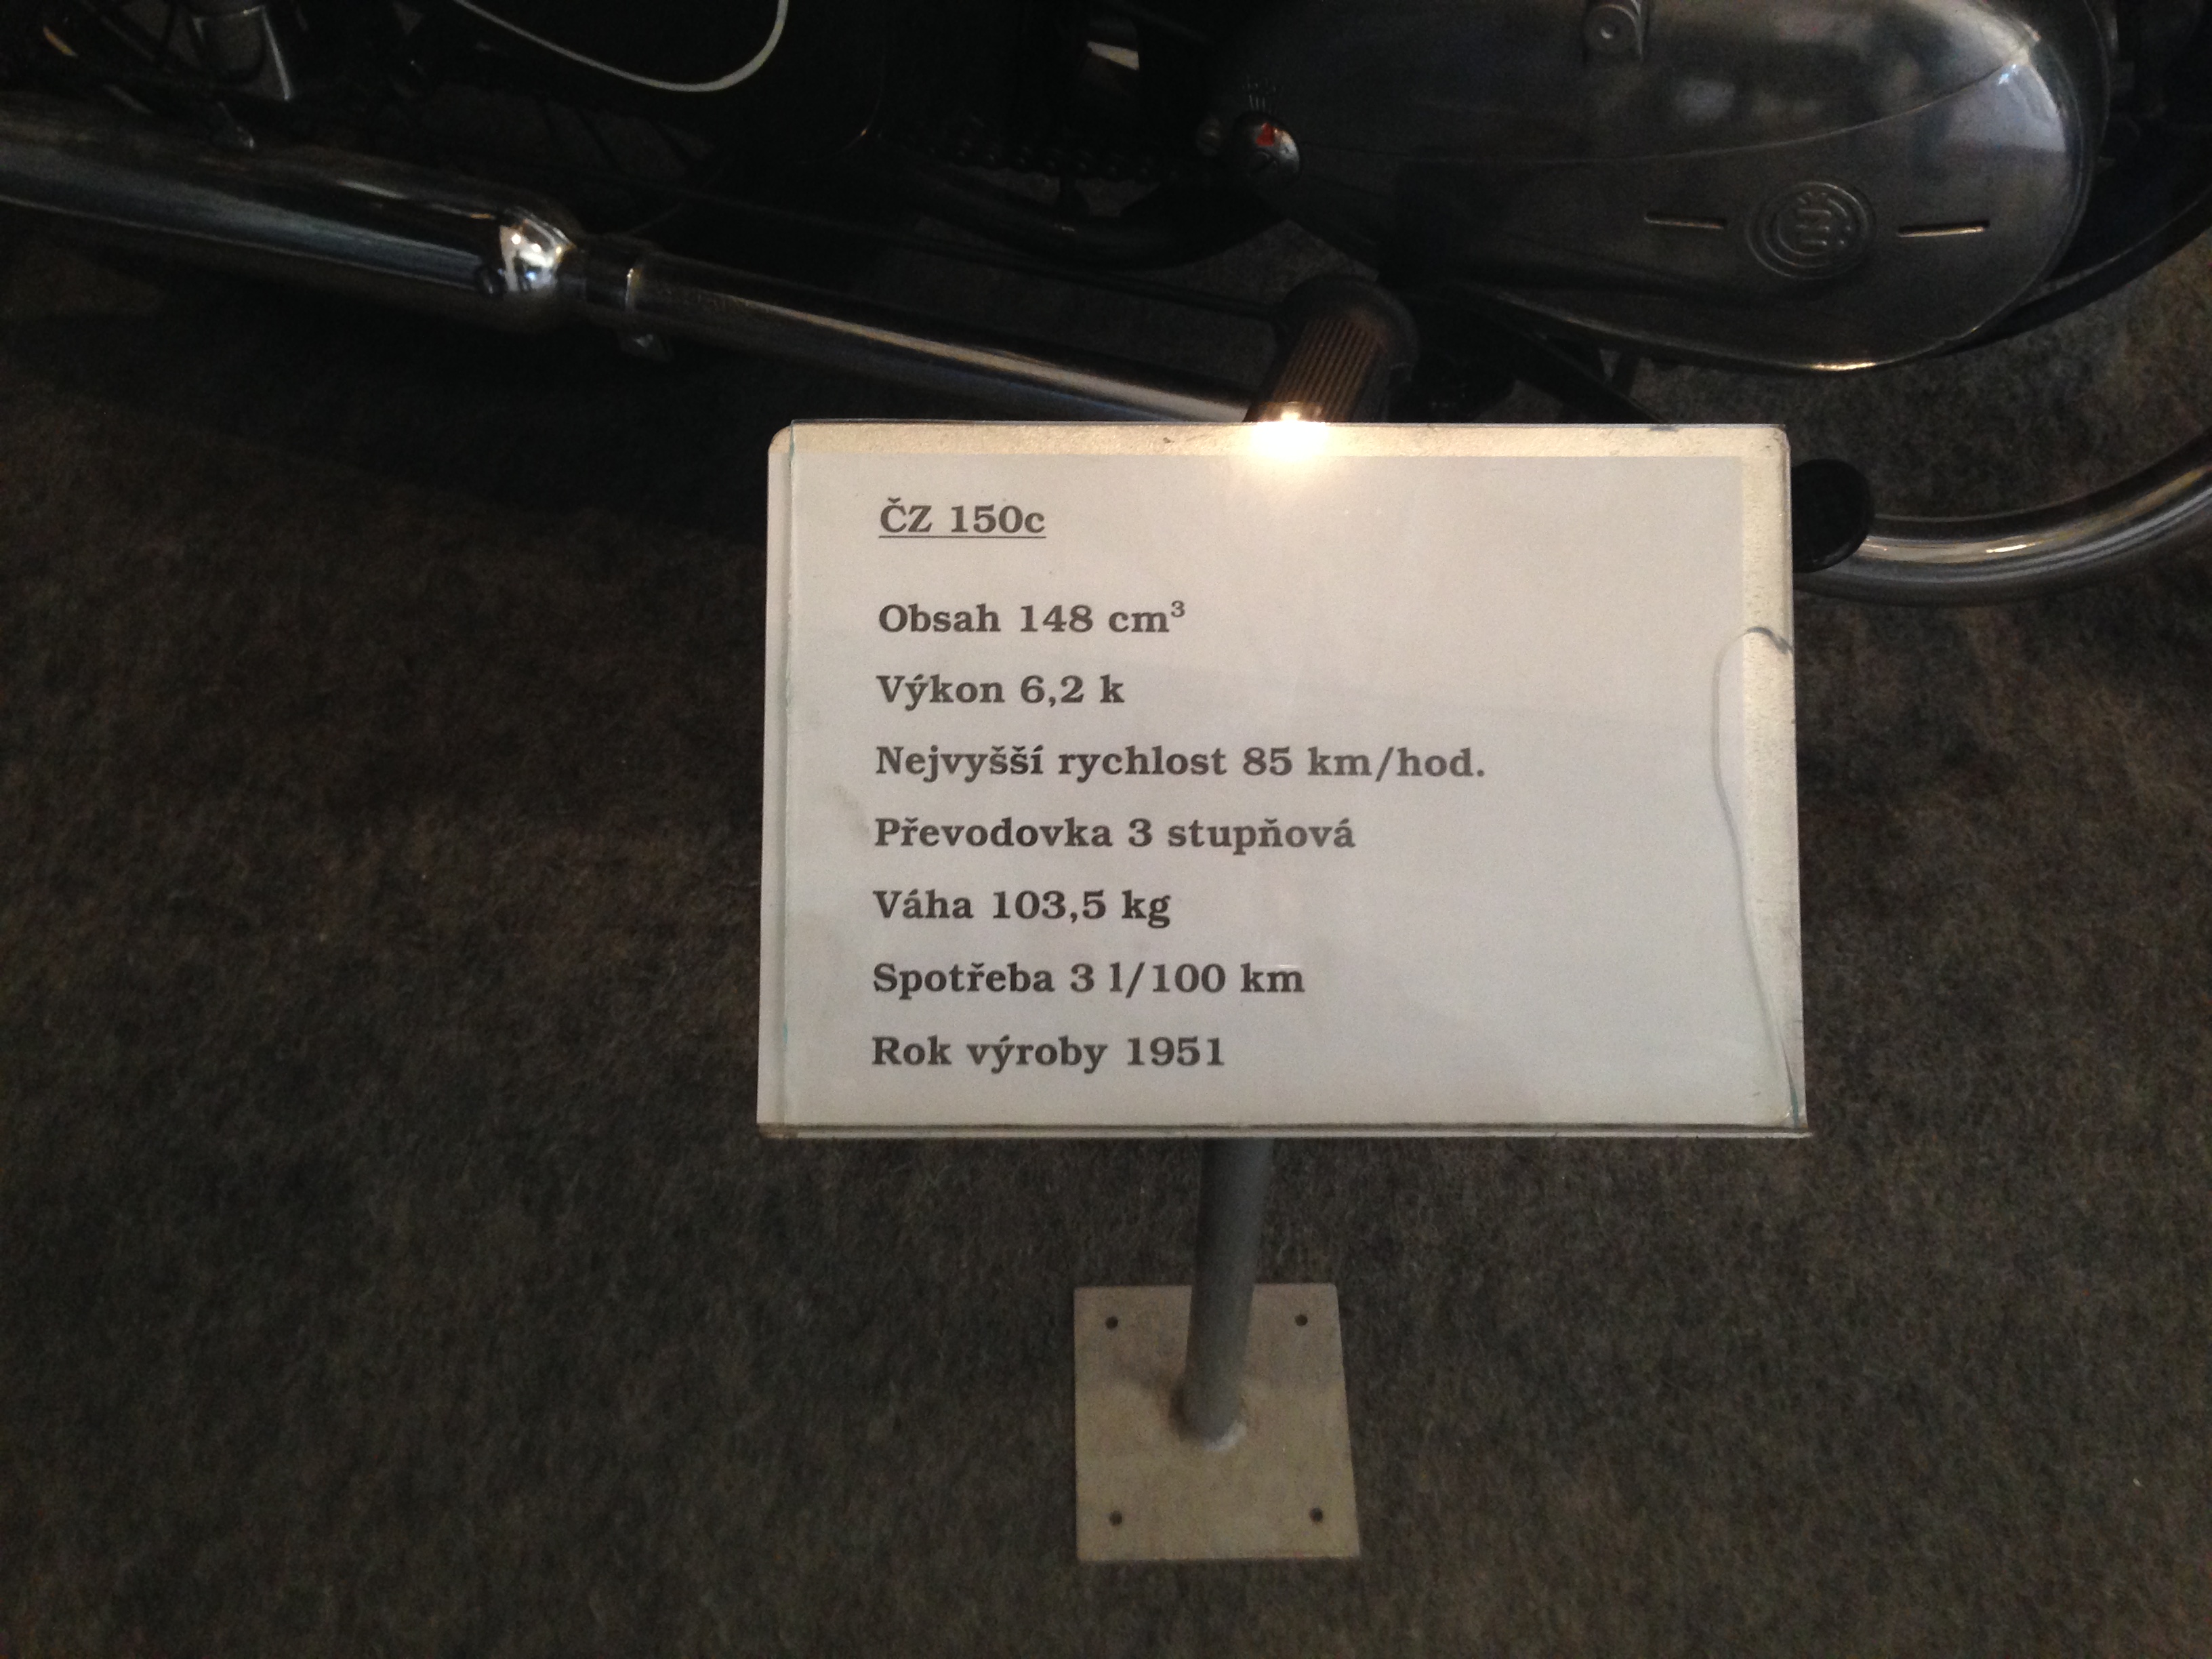 ČZ 150c
Obsah 148 cm³
Výkon 6,2 k
Nejvyšší rychlost 85 km/hod.
Převodovka 3 stupňová
Váha 103,5 kg
Spotřeba 3 l/100 km
Rok výroby 1951